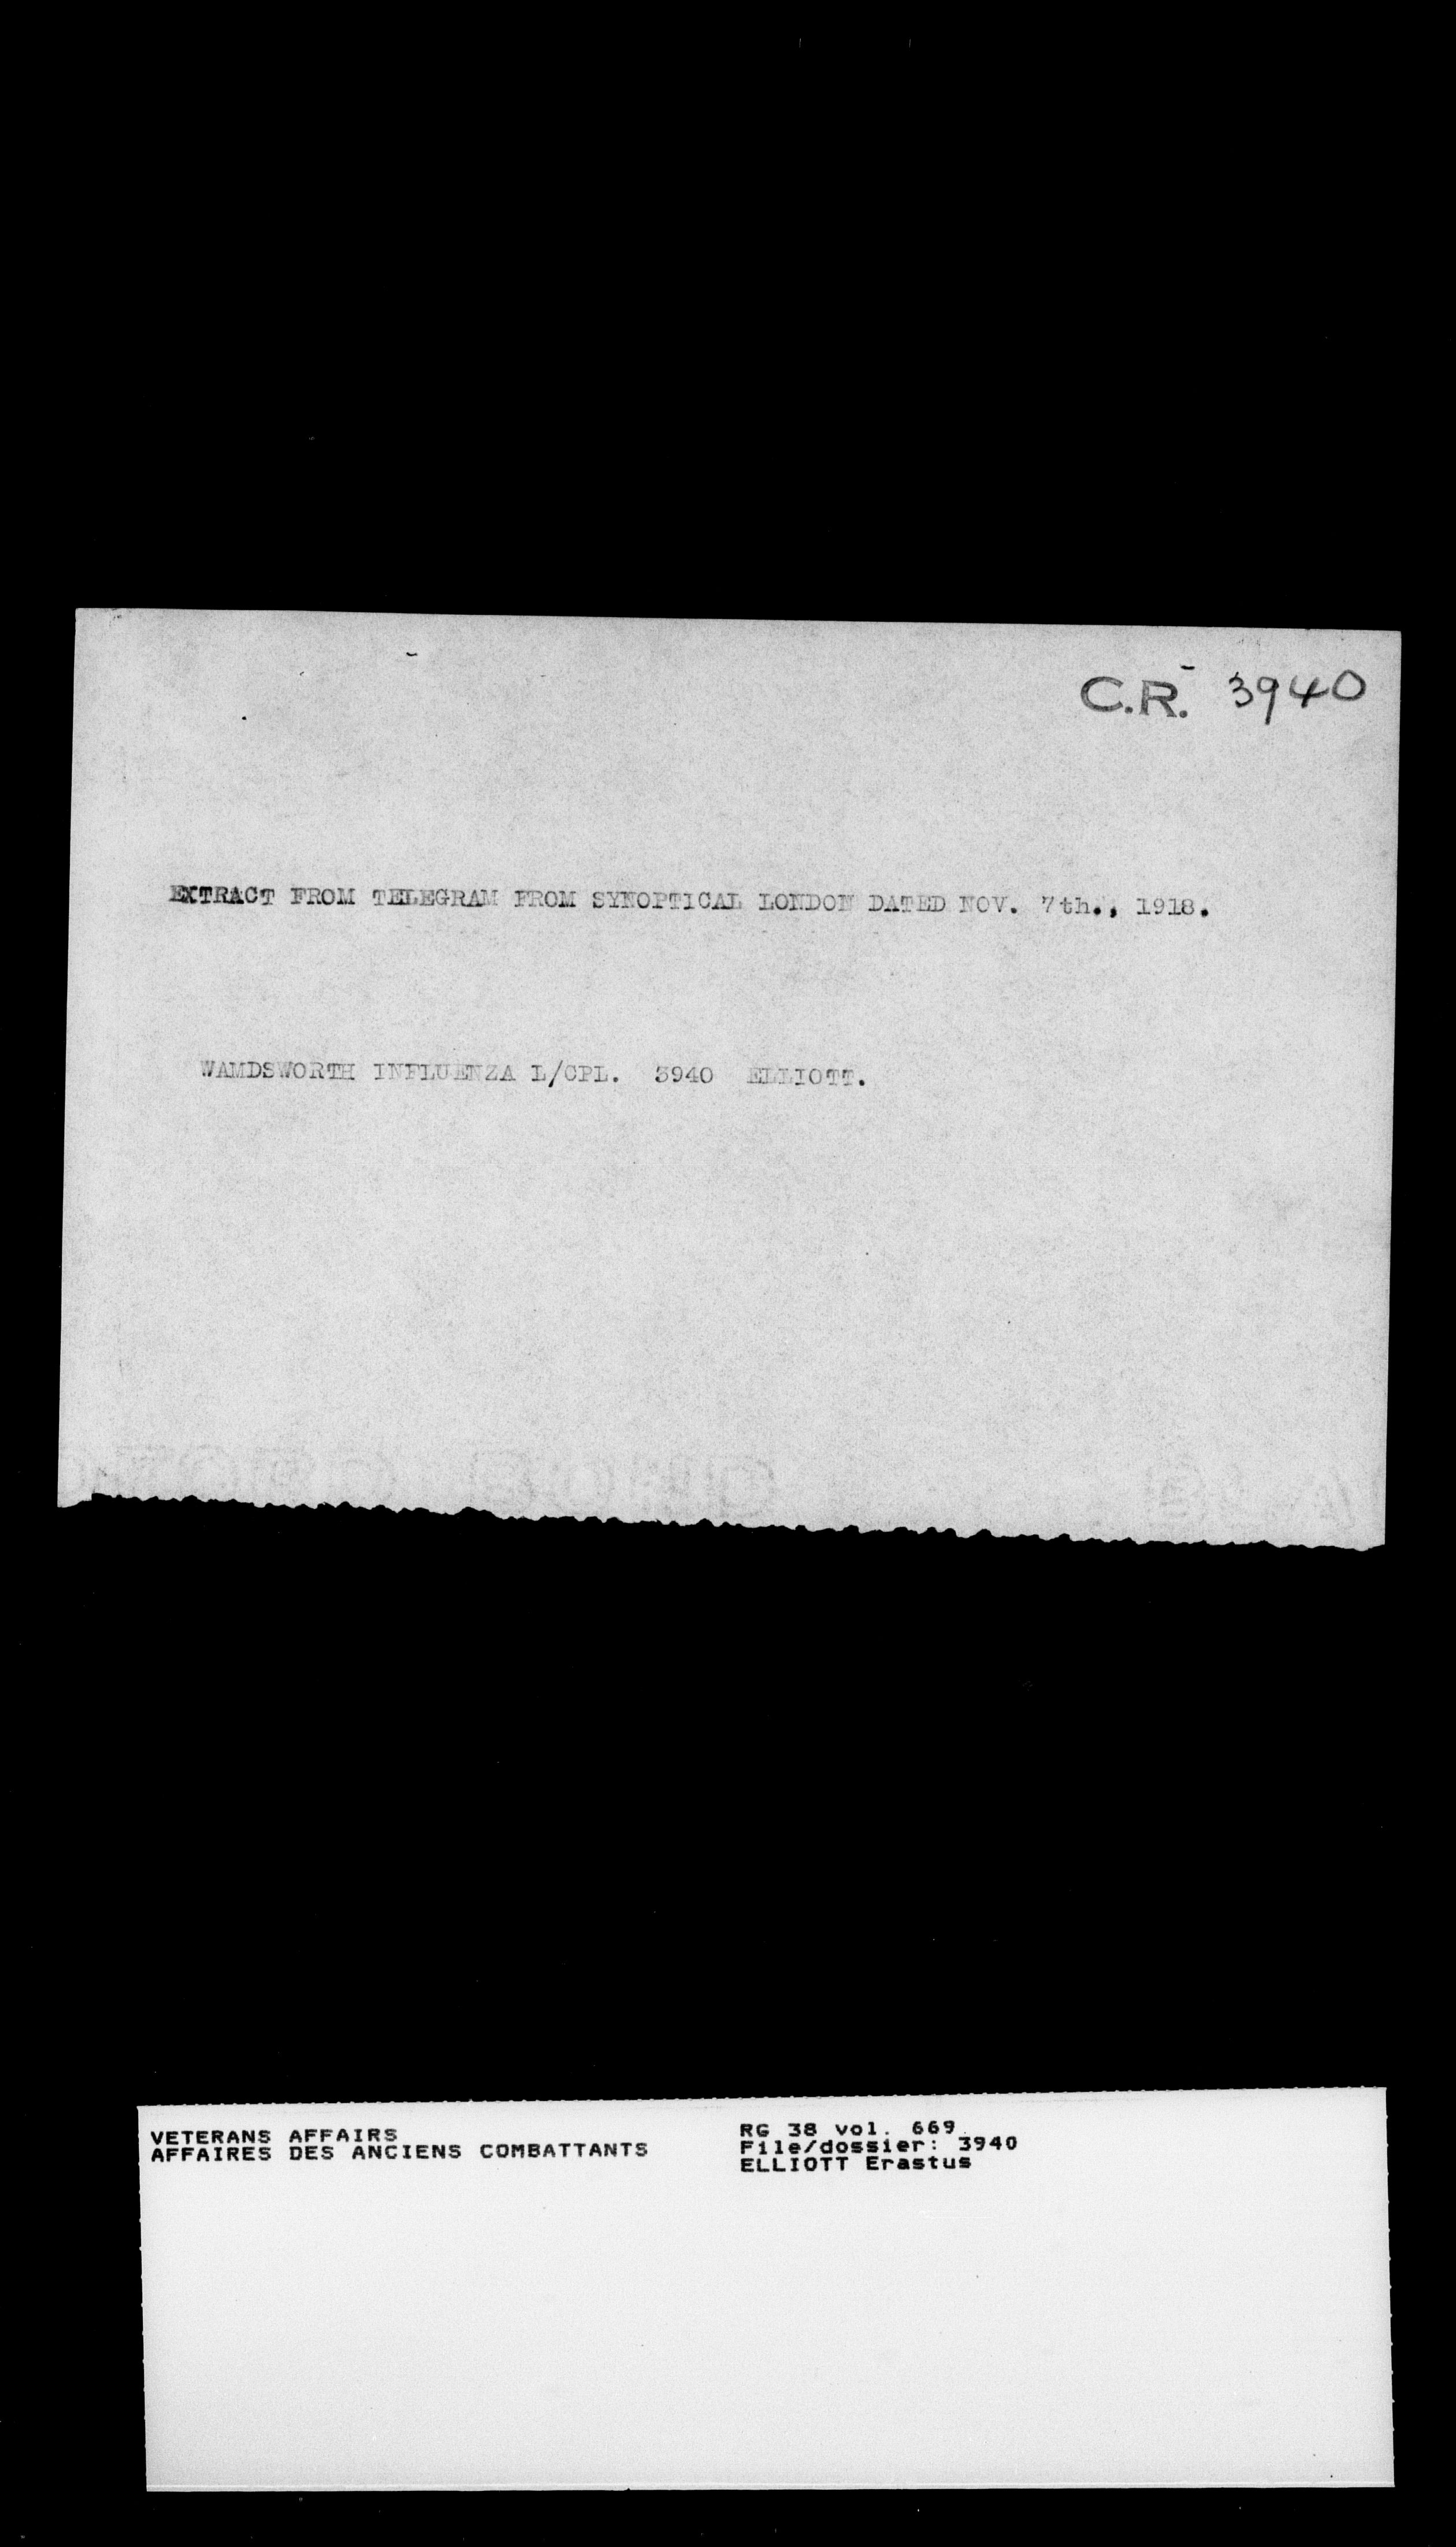 C.R. 3940
EXTRACT FROM TELEGRAM FROM SYNOPTICAL LONDON DATED NOV. 7th., 1918.
WAMDSWORTH INFLUENZA L/CPL. 3940 ELLIOTT.
VETERANS AFFAIRS
AFFAIRES DES ANCIENS COMBATTANTS
RG 38 vol. 669
File/dossier: 3940
ELLIOTT Erastus